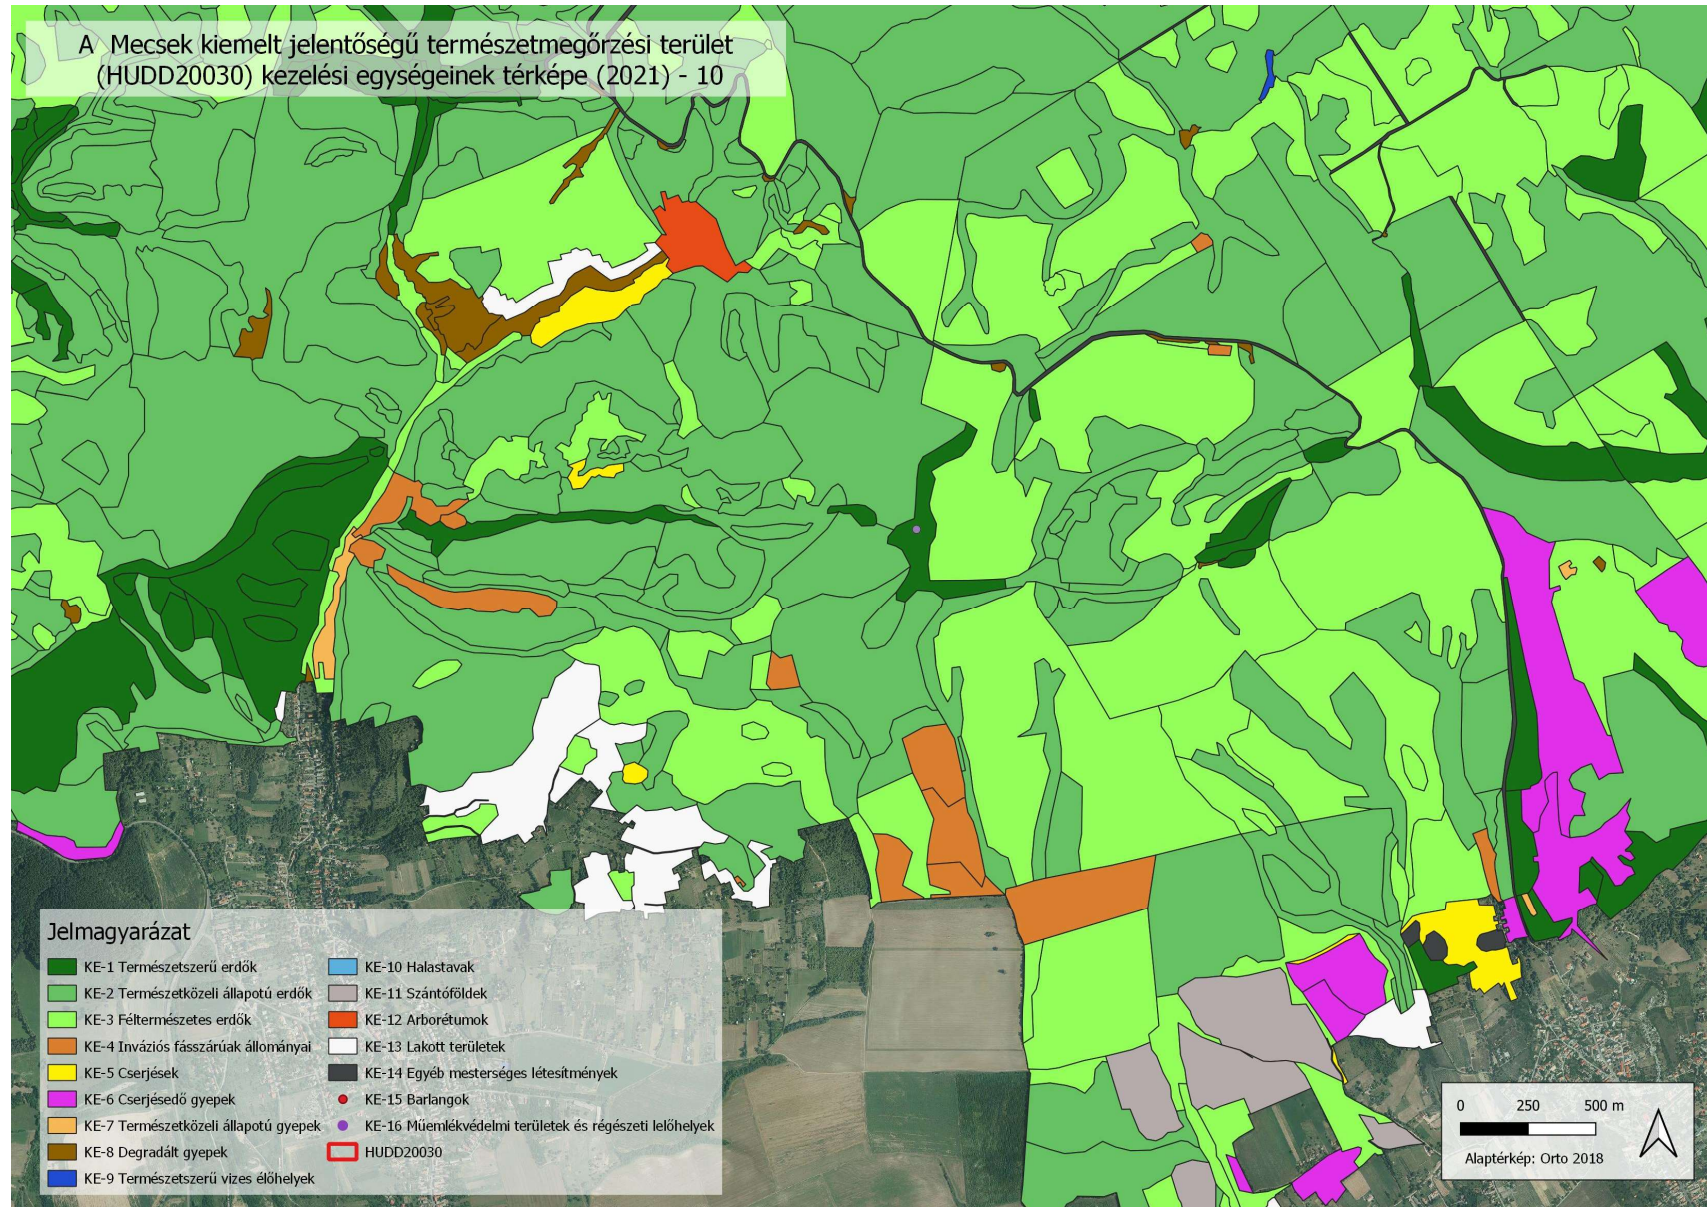 A Mecsek kiemelt jelentőségű természetmegőrzési terület
(HUDD20030) kezelési egységeinek térképe (2021) - 10
Jelmagyarázat
KE-1 Természetszerű erdők
KE-2 Természetközeli állapotú erdők
KE-3 Féltermészetes erdők
KE-4 Inváziós fásszárúak állományai
KE-5 Cserjések
KE-6 Cserjésedő gyepek
KE-7 Természetközeli állapotú gyepek
KE-8 Degradált gyepek
KE-9 Természetszerű vizes élőhelyek
KE-10 Halastavak
KE-11 Szántóföldek
KE-12 Arborétumok
KE-13 Lakott területek
KE-14 Egyéb mesterséges létesítmények
KE-15 Barlangok
KE-16 Műemlékvédelmi területek és régészeti lelőhelyek
HUDD20030
0 250 500 m
Alaptérkép: Orto 2018